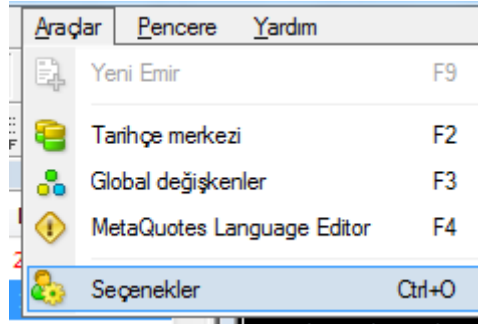 Araçlar Pencere Yardım
Yeni Emir F9
Tarihçe merkezi F2
Global değişkenler F3
MetaQuotes Language Editor F4
Seçenekler Ctrl+O